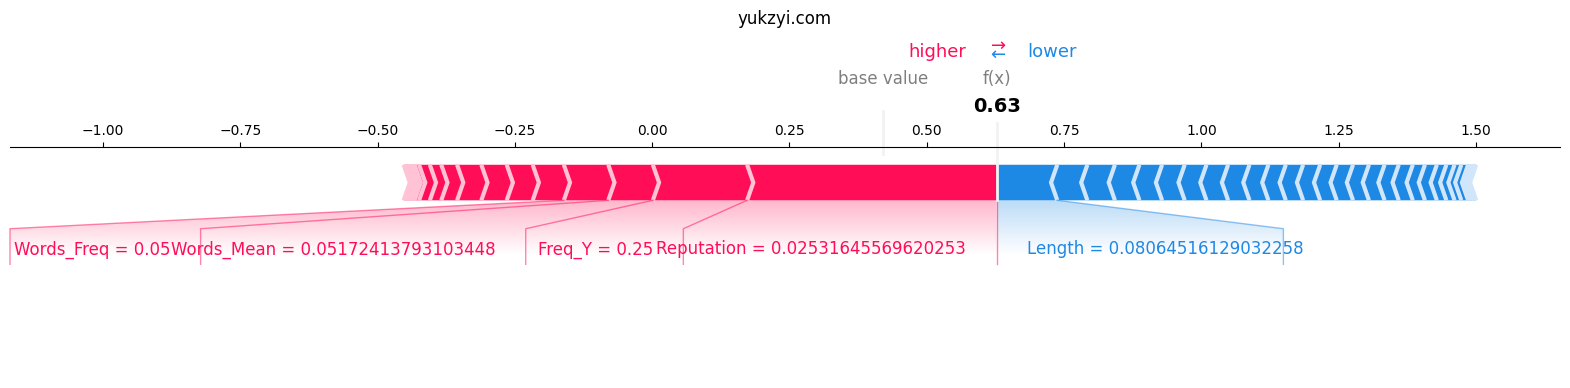 yukzyi.com
higher ⇄ lower
base value f(x)
0.63
−1.00 −0.75 −0.50 −0.25 0.00 0.25 0.50 0.75 1.00 1.25 1.50
Words_Freq = 0.05 Words_Mean = 0.05172413793103448 Freq_Y = 0.25 Reputation = 0.02531645569620253 Length = 0.08064516129032258